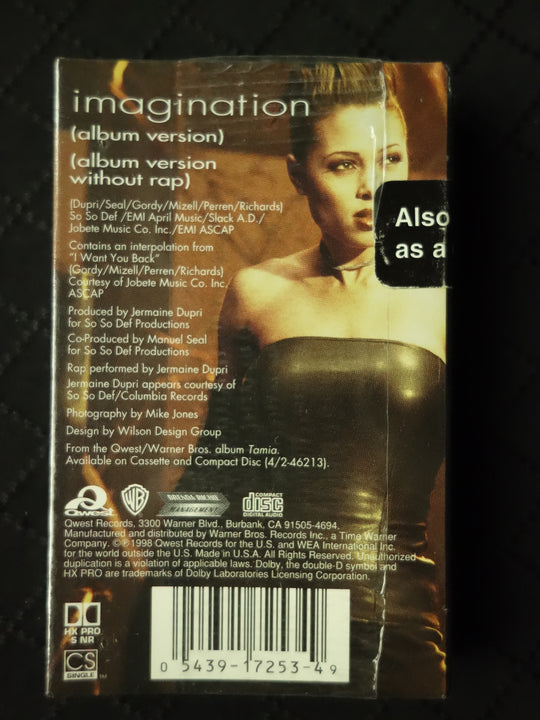 imagination
(album version)
(album version
without rap)
(Dupri/Seal/Gordy/Mizell/Perren/Richards)
So So Def /EMI April Music/Slack A.D./
Jobete Music Co. Inc./EMI ASCAP
Contains an interpolation from
"I Want You Back"
(Gordy/Mizell/Perren/Richards)
Courtesy of Jobete Music Co. Inc.
ASCAP
Produced by Jermaine Dupri
for So So Def Productions
Co-Produced by Manuel Seal
for So So Def Productions
Rap performed by Jermaine Dupri
Jermaine Dupri appears courtesy of
So So Def/Columbia Records
Photography by Mike Jones
Design by Wilson Design Group
From the Qwest/Warner Bros. album Tamia.
Available on Cassette and Compact Disc (4/2-46213).
Also
as a
Qwest
WB
MANAGEMENT
COMPACT
disc
DIGITAL AUDIO
Qwest Records, 3300 Warner Blvd., Burbank, CA 91505-4694,
Manufactured and distributed by Warner Bros. Records Inc., a Time Warner
Company. ©℗ 1998 Qwest Records for the U.S. and WEA International Inc.
for the world outside the U.S. Made in U.S.A. All Rights Reserved. Unauthorized
duplication is a violation of applicable laws. Dolby, the double-D symbol and
HX PRO are trademarks of Dolby Laboratories Licensing Corporation.
HX PRO
S NR
CS
SINGLE™
0 5439-17253-4 9